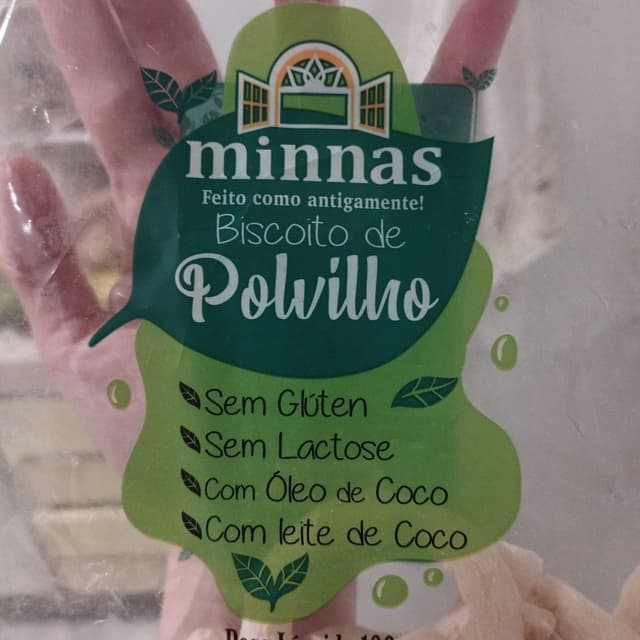 minnas
Feito como antigamente!
Biscoito de
Polvilho
Sem Glúten
Sem Lactose
Com Óleo de Coco
Com leite de Coco